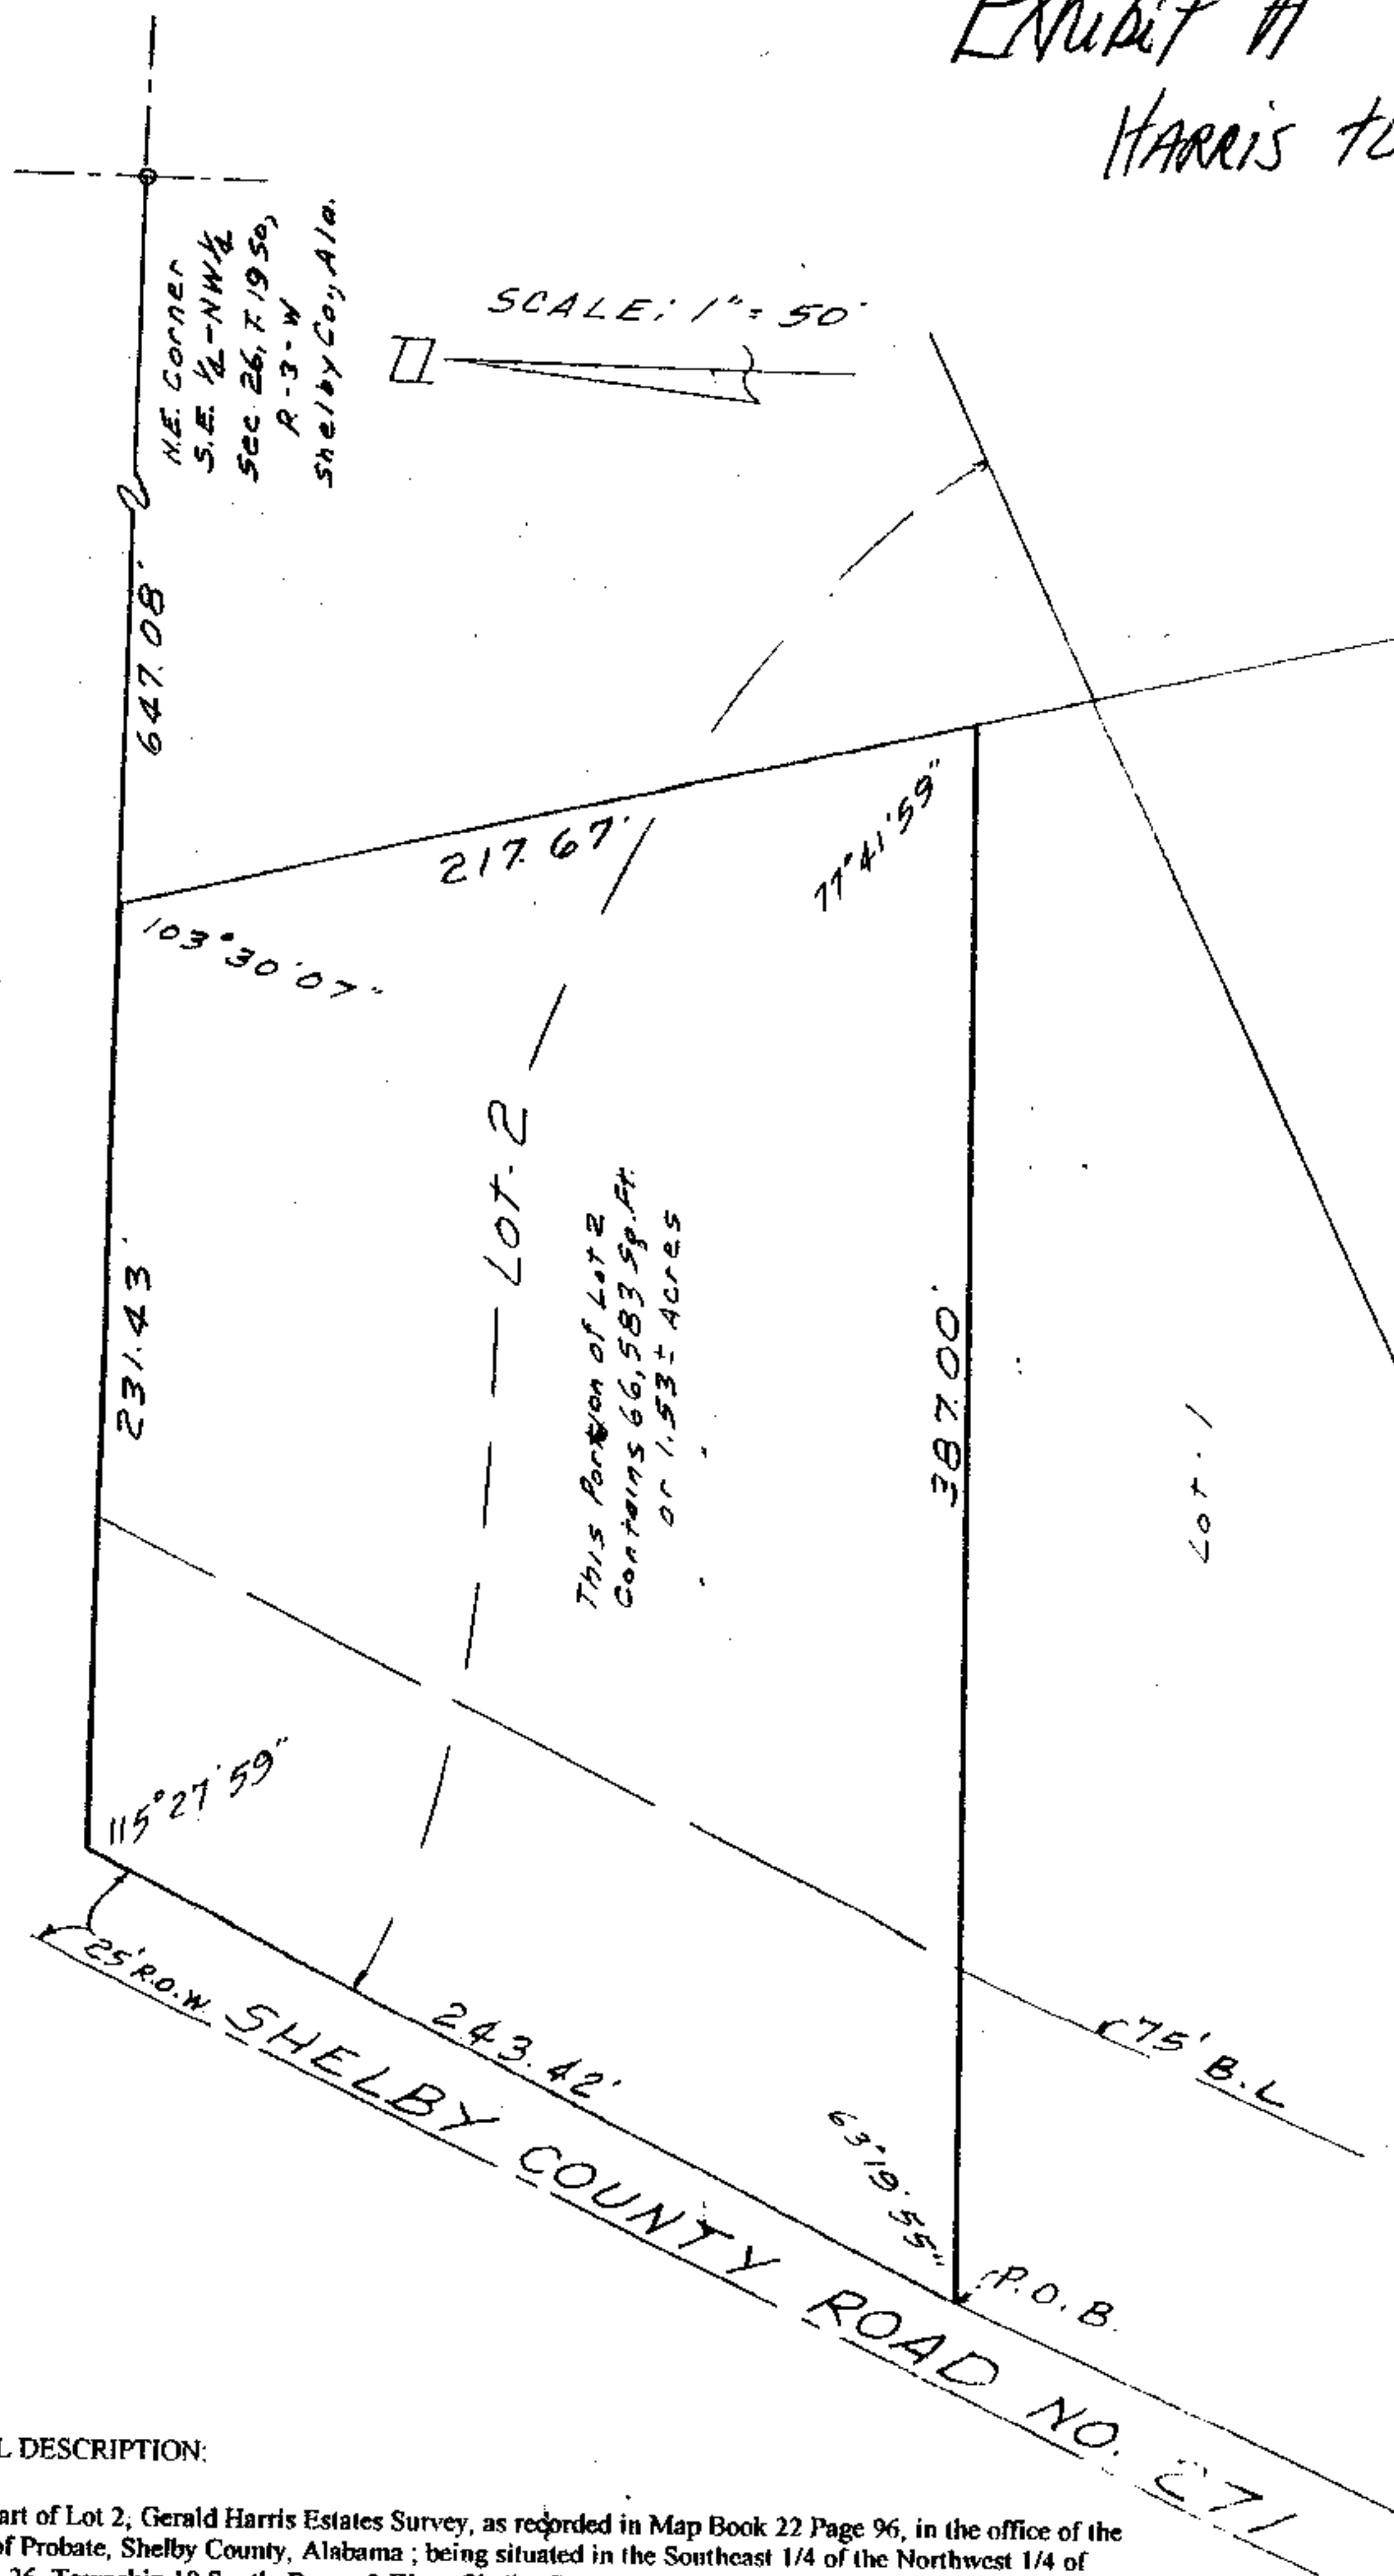 Exhibit A
HARRIS to
N.E. Corner
S.E. 1/4-NW 1/4
Sec. 26, T. 19 So,
R-3-W
Shelby Co., Ala.
SCALE: 1" = 50'
647.08'
217.67'
77°41'59"
103°30'07"
LOT-2
This Portion of Lot 2
Contains 66,583 Sq. Ft.
or 1.53± Acres
231.43'
387.00'
Lot-1
115°27'59"
25' R.O.W.
SHELBY COUNTY ROAD NO. 271
243.42'
63°19'55"
75' B.L
P.O.B.
L DESCRIPTION:
art of Lot 2, Gerald Harris Estates Survey, as recorded in Map Book 22 Page 96, in the office of the
of Probate, Shelby County, Alabama ; being situated in the Southeast 1/4 of the Northwest 1/4 of